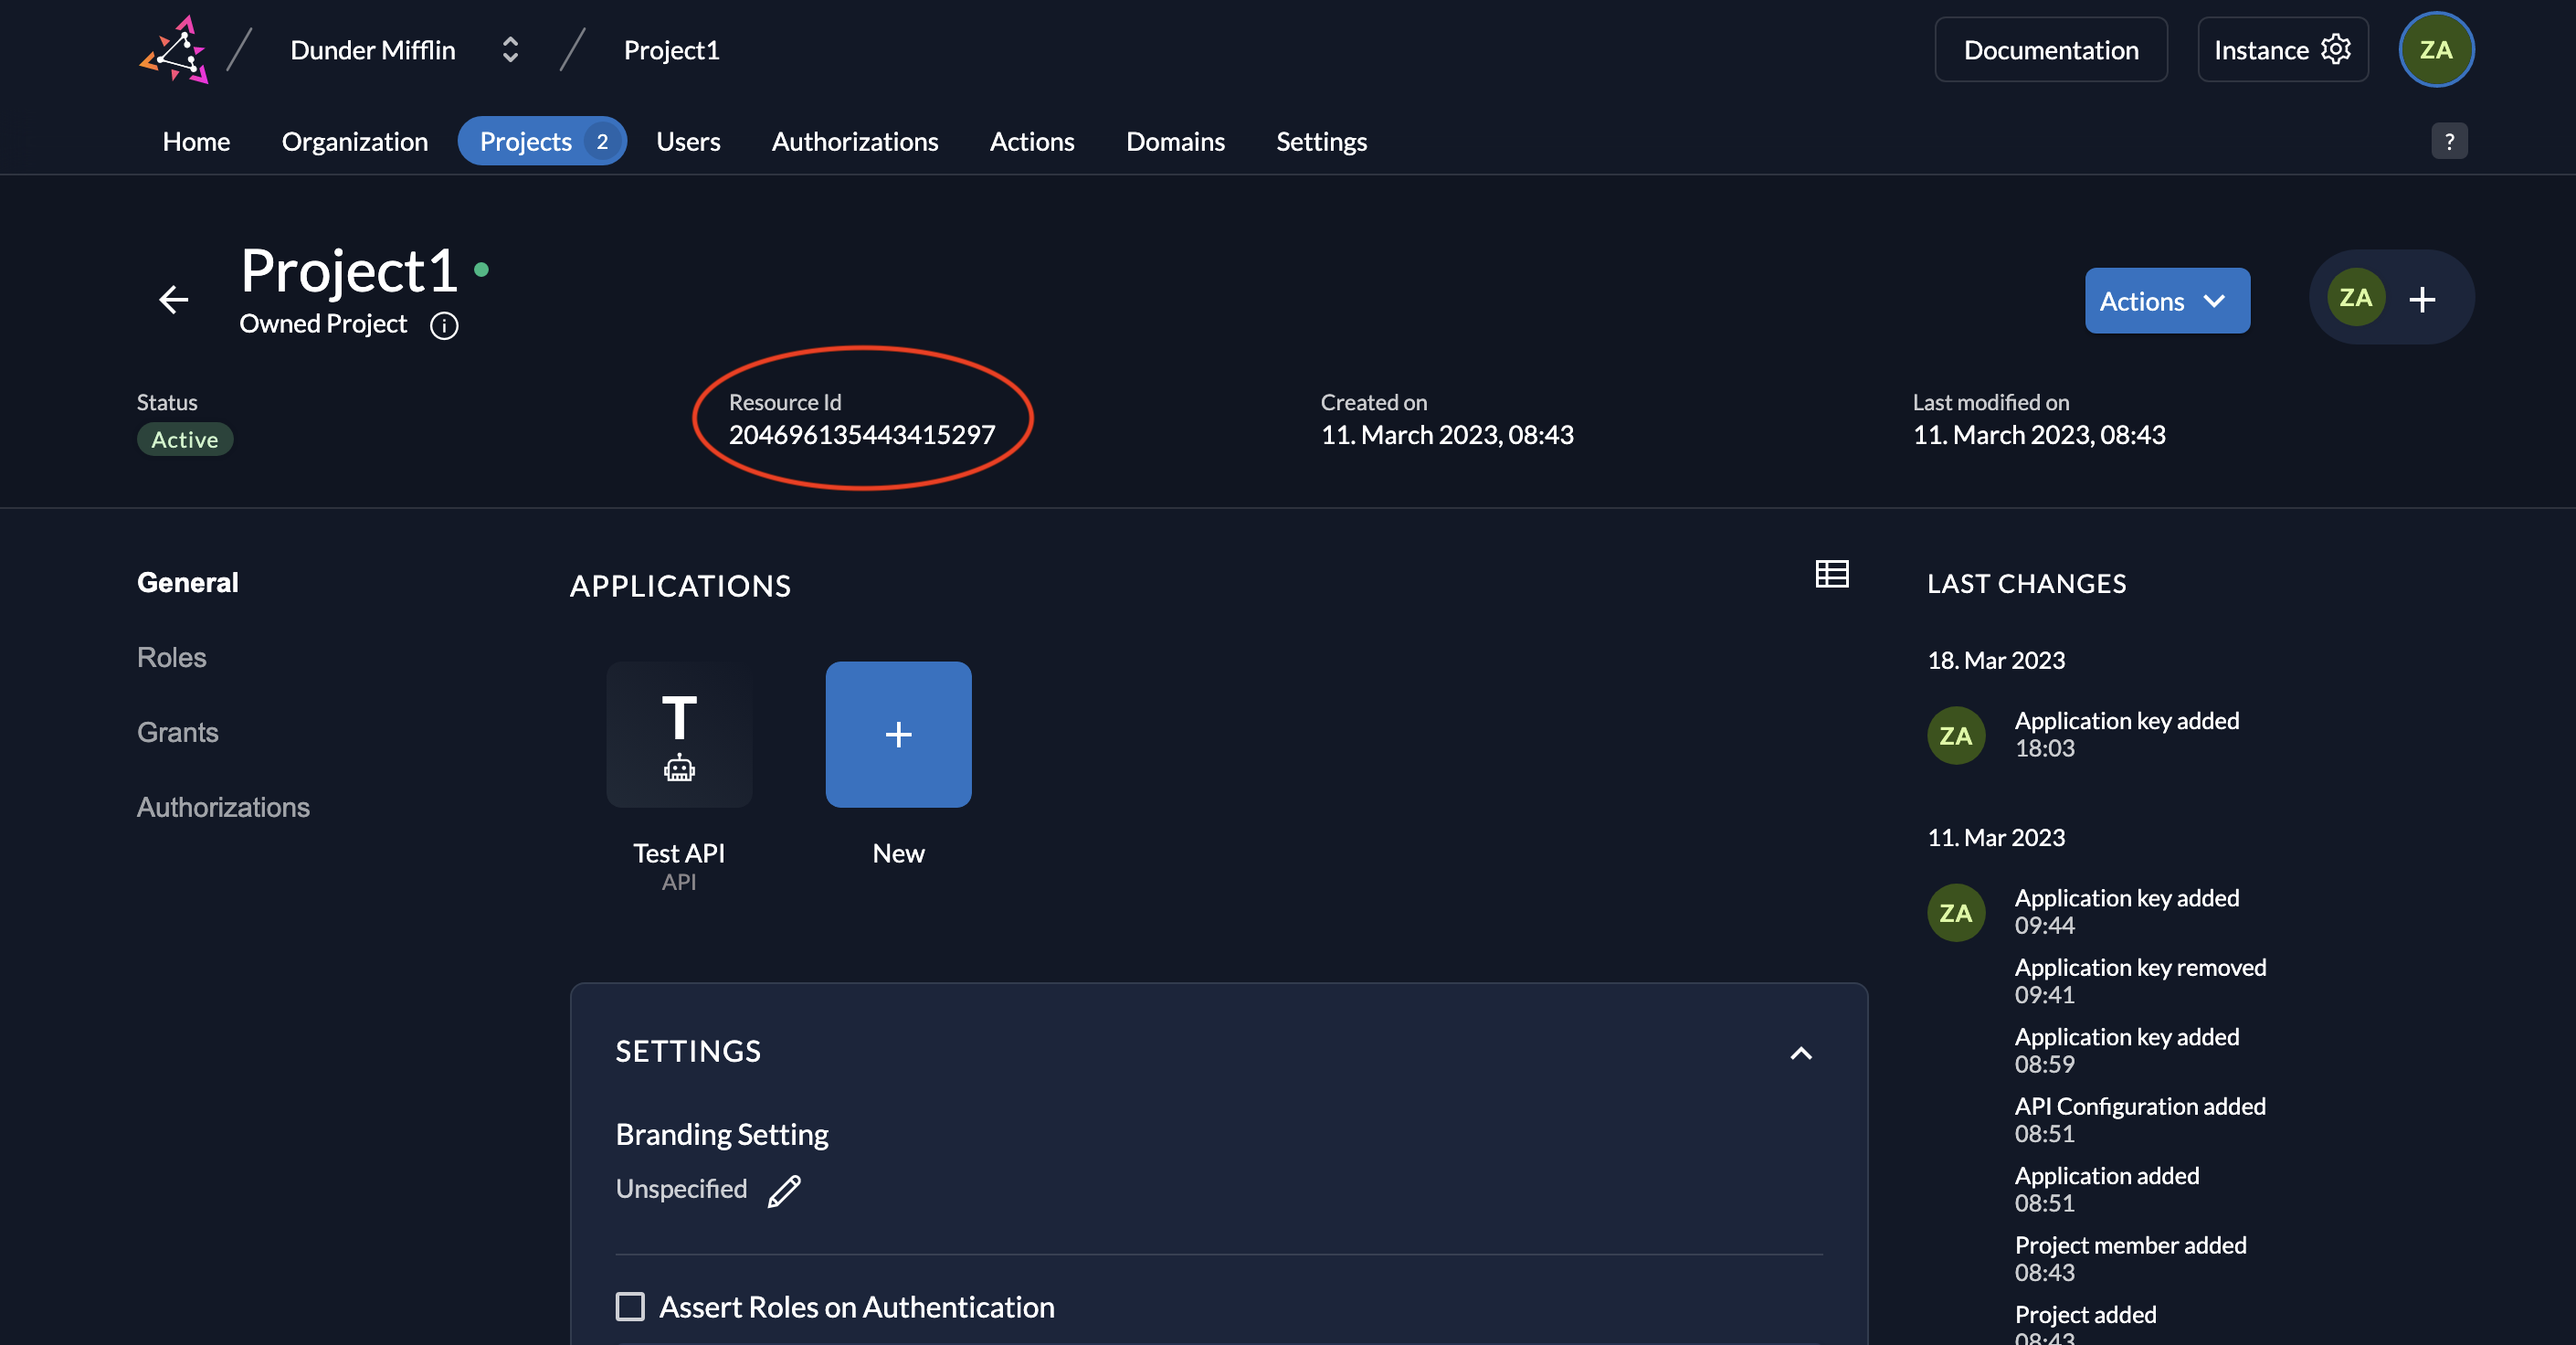 Dunder Mifflin
Project1
Documentation
Instance
ZA
Home
Organization
Projects 2
Users
Authorizations
Actions
Domains
Settings
?
Project1
Owned Project
Actions
ZA
Status
Active
Resource Id
204696135443415297
Created on
11. March 2023, 08:43
Last modified on
11. March 2023, 08:43
General
Roles
Grants
Authorizations
APPLICATIONS
T
Test API
API
+
New
SETTINGS
Branding Setting
Unspecified
Assert Roles on Authentication
LAST CHANGES
18. Mar 2023
ZA
Application key added
18:03
11. Mar 2023
ZA
Application key added
09:44
Application key removed
09:41
Application key added
08:59
API Configuration added
08:51
Application added
08:51
Project member added
08:43
Project added
08:43